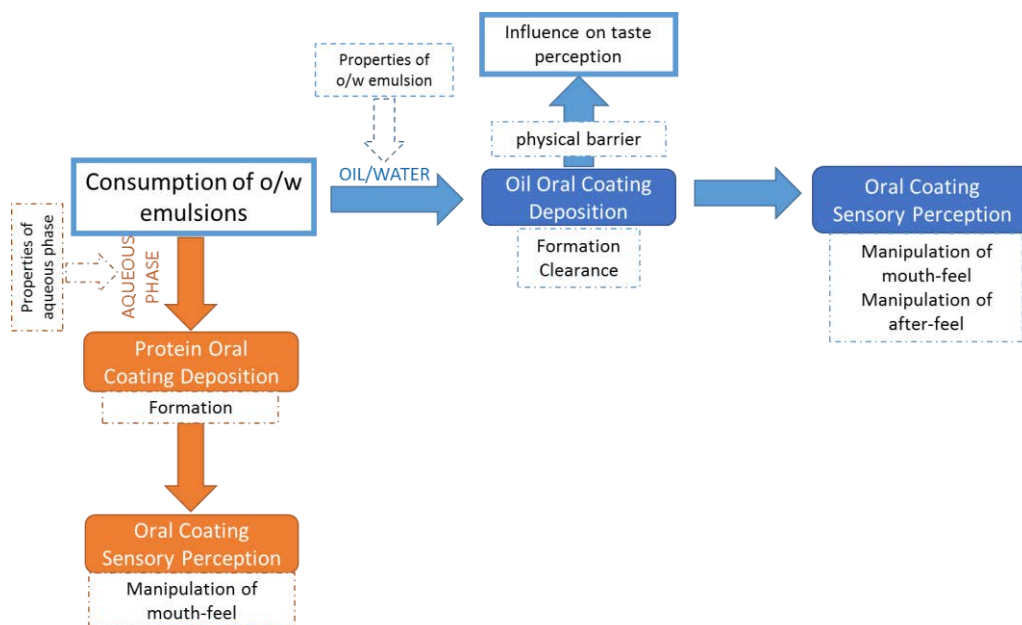 Influence on taste
perception
Properties of
o/w emulsion
physical barrier
Consumption of o/w
emulsions
OIL/WATER
Oil Oral Coating
Deposition
Formation
Clearance
Oral Coating
Sensory Perception
Manipulation of
mouth-feel
Manipulation of
after-feel
Properties of
aqueous phase
AQUEOUS
PHASE
Protein Oral
Coating Deposition
Formation
Oral Coating
Sensory Perception
Manipulation of
mouth-feel